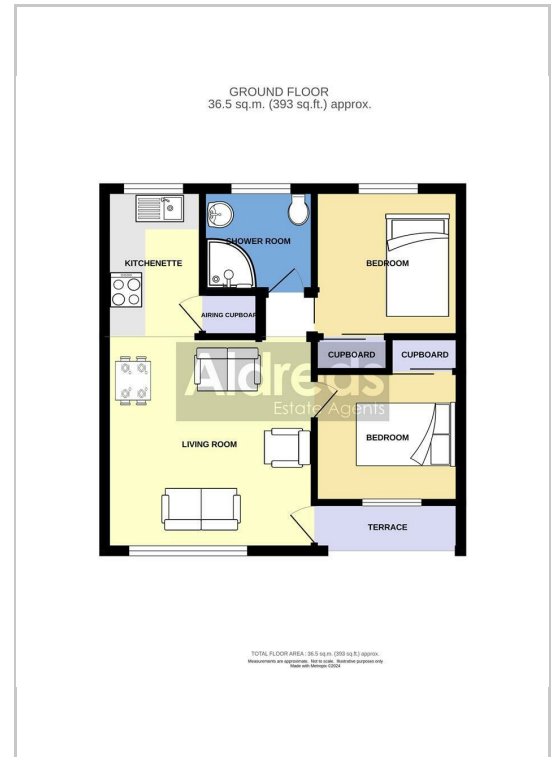 GROUND FLOOR
36.5 sq.m. (393 sq.ft.) approx.
KITCHENETTE
SHOWER ROOM
BEDROOM
AIRING CUPBOARD
CUPBOARD
CUPBOARD
Aldreds
Estate Agents
LIVING ROOM
BEDROOM
TERRACE
TOTAL FLOOR AREA : 36.5 sq.m. (393 sq.ft.) approx.
Measurements are approximate. Not to scale. Illustrative purposes only
Made with Metropix ©2024